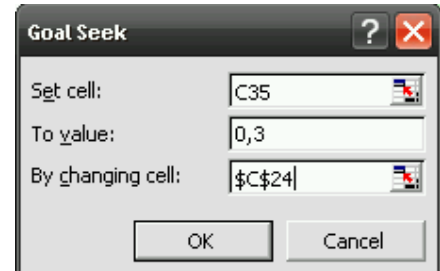 Goal Seek ?
Set cell: C35
To value: 0,3
By changing cell: $C$24
OK Cancel